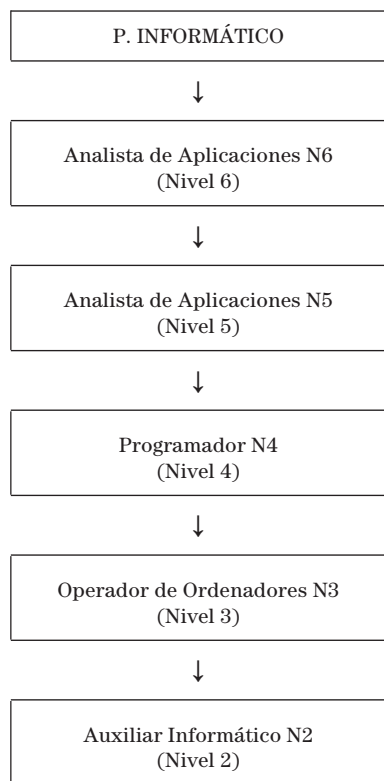 P. INFORMÁTICO
↓
Analista de Aplicaciones N6
(Nivel 6)
↓
Analista de Aplicaciones N5
(Nivel 5)
↓
Programador N4
(Nivel 4)
↓
Operador de Ordenadores N3
(Nivel 3)
↓
Auxiliar Informático N2
(Nivel 2)